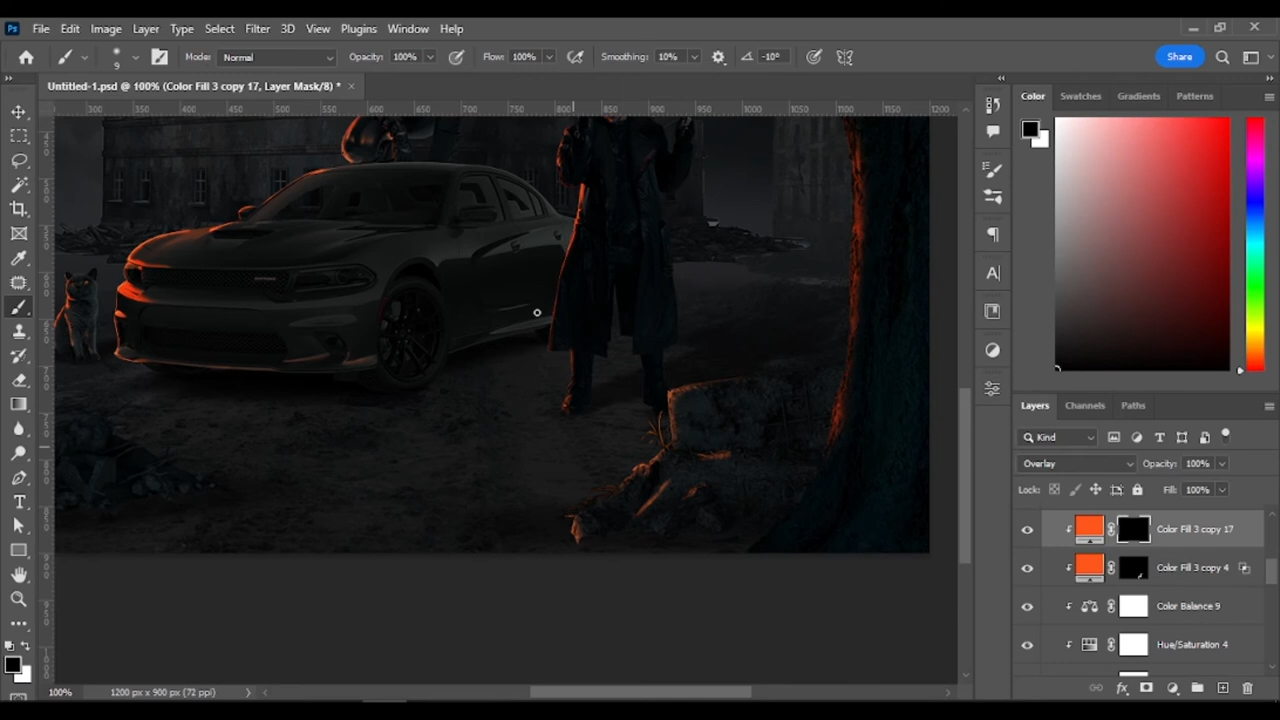 Ps File Edit Image Layer Type Select Filter 3D View Plugins Window Help
9 Mode: Normal Opacity: 100% Flow: 100% Smoothing: 10% -10° Share
Untitled-1.psd @ 100% (Color Fill 3 copy 17, Layer Mask/8) *
300 350 400 450 500 550 600 650 700 750 800 850 900 950 1000 1050 1100 1150 1200
Color Swatches Gradients Patterns
Layers Channels Paths
Kind
Overlay Opacity: 100%
Lock: Fill: 100%
Color Fill 3 copy 17
Color Fill 3 copy 4
Color Balance 9
Hue/Saturation 4
100% 1200 px x 900 px (72 ppi)